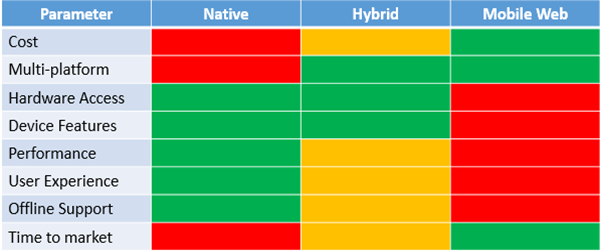 Parameter Native Hybrid Mobile Web
Cost
Multi-platform
Hardware Access
Device Features
Performance
User Experience
Offline Support
Time to market